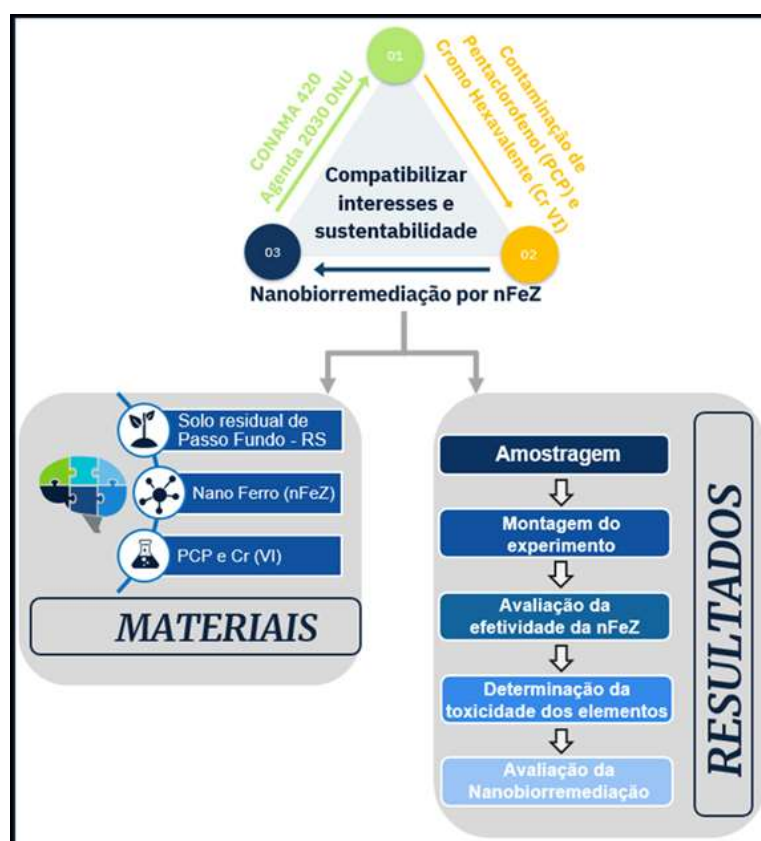 01
CONAMA 420
Agenda 2030 ONU
Contaminação de
Pentaclorofenol (PCP) e
Cromo Hexavalente (Cr VI)
Compatibilizar
interesses e
sustentabilidade
03
02
Nanobiorremediação por nFeZ
Solo residual de
Passo Fundo - RS
Nano Ferro (nFeZ)
PCP e Cr (VI)
MATERIAIS
Amostragem
Montagem do
experimento
Avaliação da
efetividade da nFeZ
Determinação da
toxicidade dos elementos
Avaliação da
Nanobiorremediação
RESULTADOS